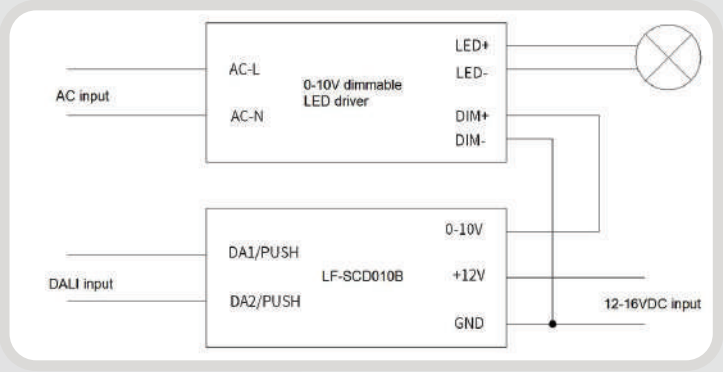 AC input
AC-L
AC-N
0-10V dimmable
LED driver
LED+
LED-
DIM+
DIM-
DALI input
DA1/PUSH
DA2/PUSH
LF-SCD010B
0-10V
+12V
GND
12-16VDC input